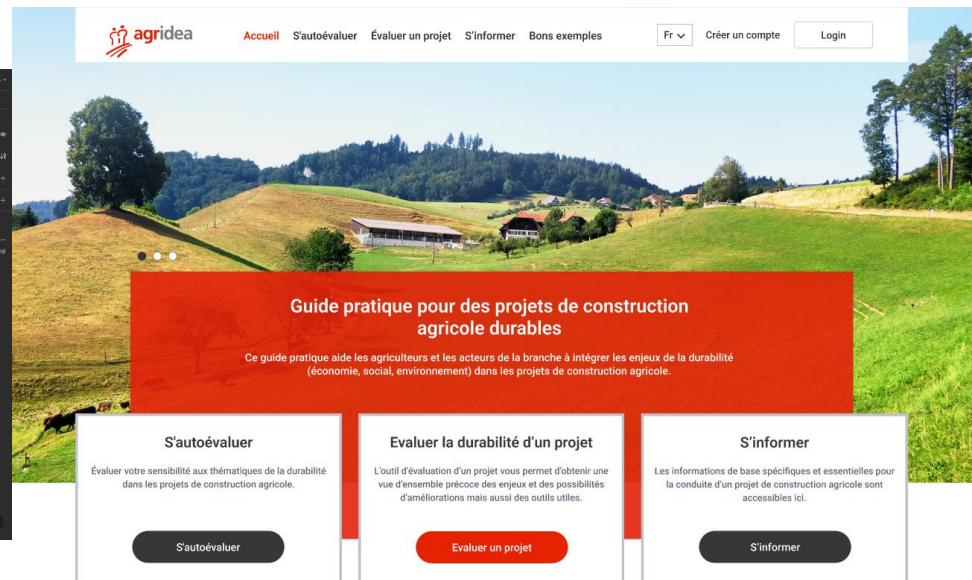 agridea
Accueil S'autoévaluer Évaluer un projet S'informer Bons exemples Fr Créer un compte Login
Guide pratique pour des projets de construction
agricole durables
Ce guide pratique aide les agriculteurs et les acteurs de la branche à intégrer les enjeux de la durabilité
(économie, social, environnement) dans les projets de construction agricole.
S'autoévaluer
Évaluer votre sensibilité aux thématiques de la durabilité
dans les projets de construction agricole.
S'autoévaluer
Evaluer la durabilité d'un projet
L'outil d'évaluation d'un projet vous permet d'obtenir une
vue d'ensemble précoce des enjeux et des possibilités
d'améliorations mais aussi des outils utiles.
Evaluer un projet
S'informer
Les informations de base spécifiques et essentielles pour
la conduite d'un projet de construction agricole sont
accessibles ici.
S'informer